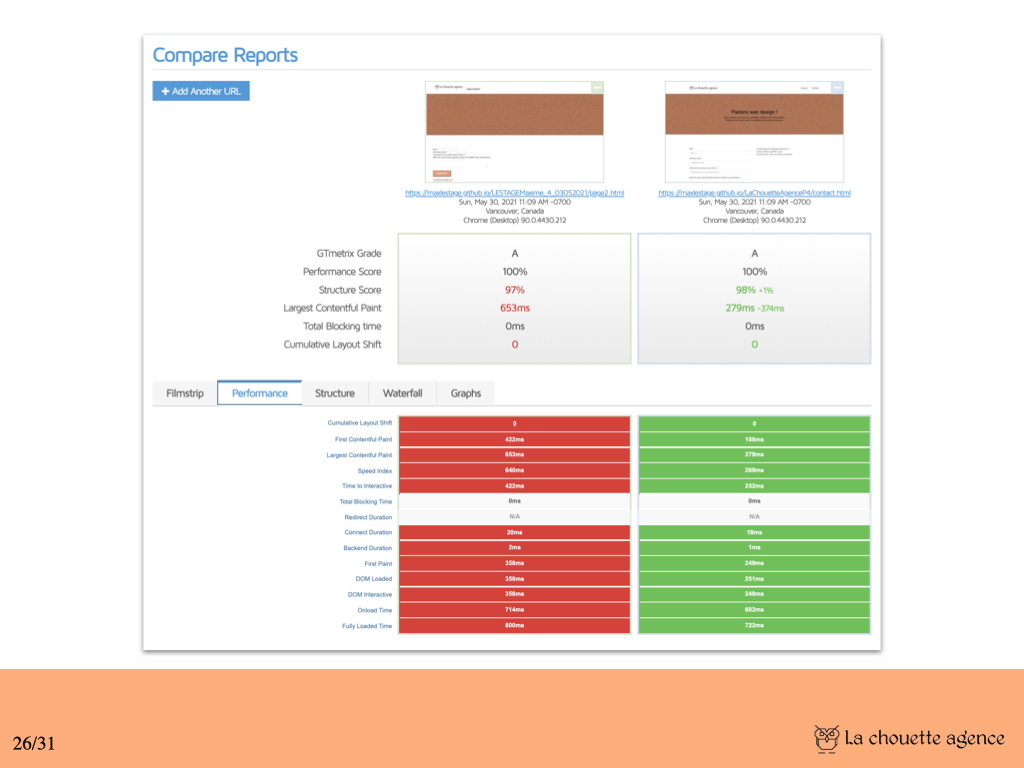 Compare Reports
+ Add Another URL
La chouette agence
La chouette agence
Platform web design !
https://maxlestage.github.io/LESTAGEMaxime_4_03052021/page2.html
Sun, May 30, 2021 11:09 AM -0700
Vancouver, Canada
Chrome (Desktop) 90.0.4430.212
https://maxlestage.github.io/LaChouetteAgenceP4/contact.html
Sun, May 30, 2021 11:09 AM -0700
Vancouver, Canada
Chrome (Desktop) 90.0.4430.212
GTmetrix Grade A A
Performance Score 100% 100%
Structure Score 97% 98% +1%
Largest Contentful Paint 653ms 279ms -374ms
Total Blocking time 0ms 0ms
Cumulative Layout Shift 0 0
Filmstrip Performance Structure Waterfall Graphs
Cumulative Layout Shift 0 0
First Contentful Paint 422ms 188ms
Largest Contentful Paint 653ms 279ms
Speed Index 640ms 269ms
Time to Interactive 422ms 252ms
Total Blocking Time 0ms 0ms
Redirect Duration N/A N/A
Connect Duration 20ms 19ms
Backend Duration 2ms 1ms
First Paint 358ms 249ms
DOM Loaded 358ms 251ms
DOM Interactive 358ms 249ms
Onload Time 714ms 602ms
Fully Loaded Time 800ms 722ms
26/31
La chouette agence